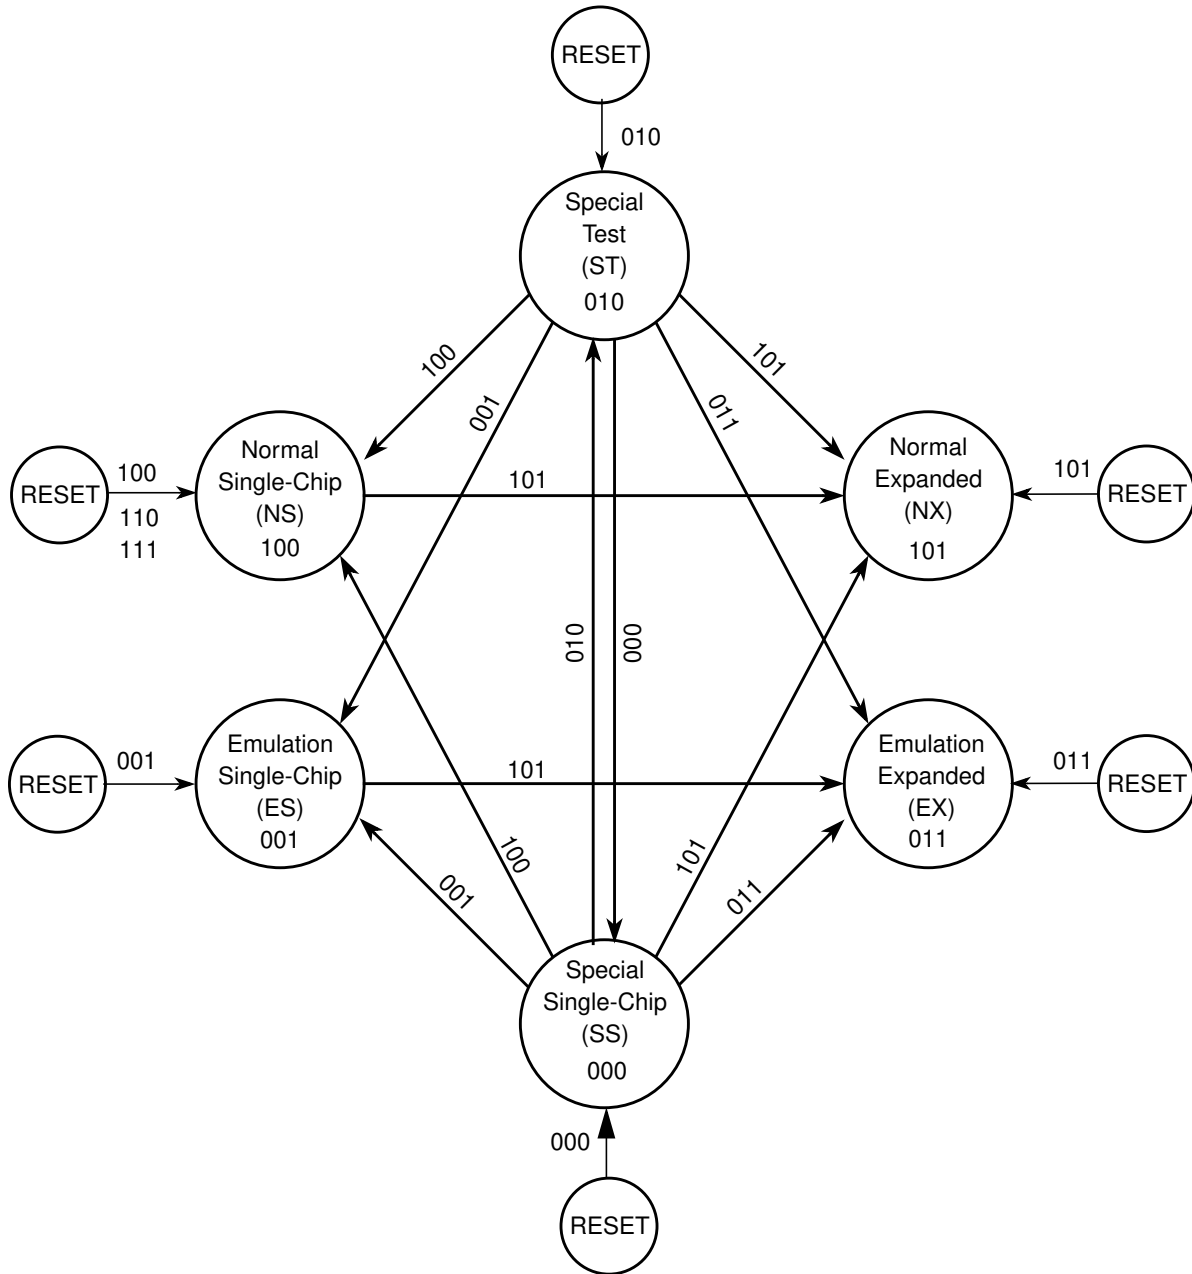 RESET
010
Special
Test
(ST)
010
100
101
001
011
Normal
Single-Chip
(NS)
100
Normal
Expanded
(NX)
101
RESET
100
110
111
101
101
RESET
010
000
Emulation
Single-Chip
(ES)
001
Emulation
Expanded
(EX)
011
RESET
001
101
011
RESET
100
101
001
011
Special
Single-Chip
(SS)
000
000
RESET